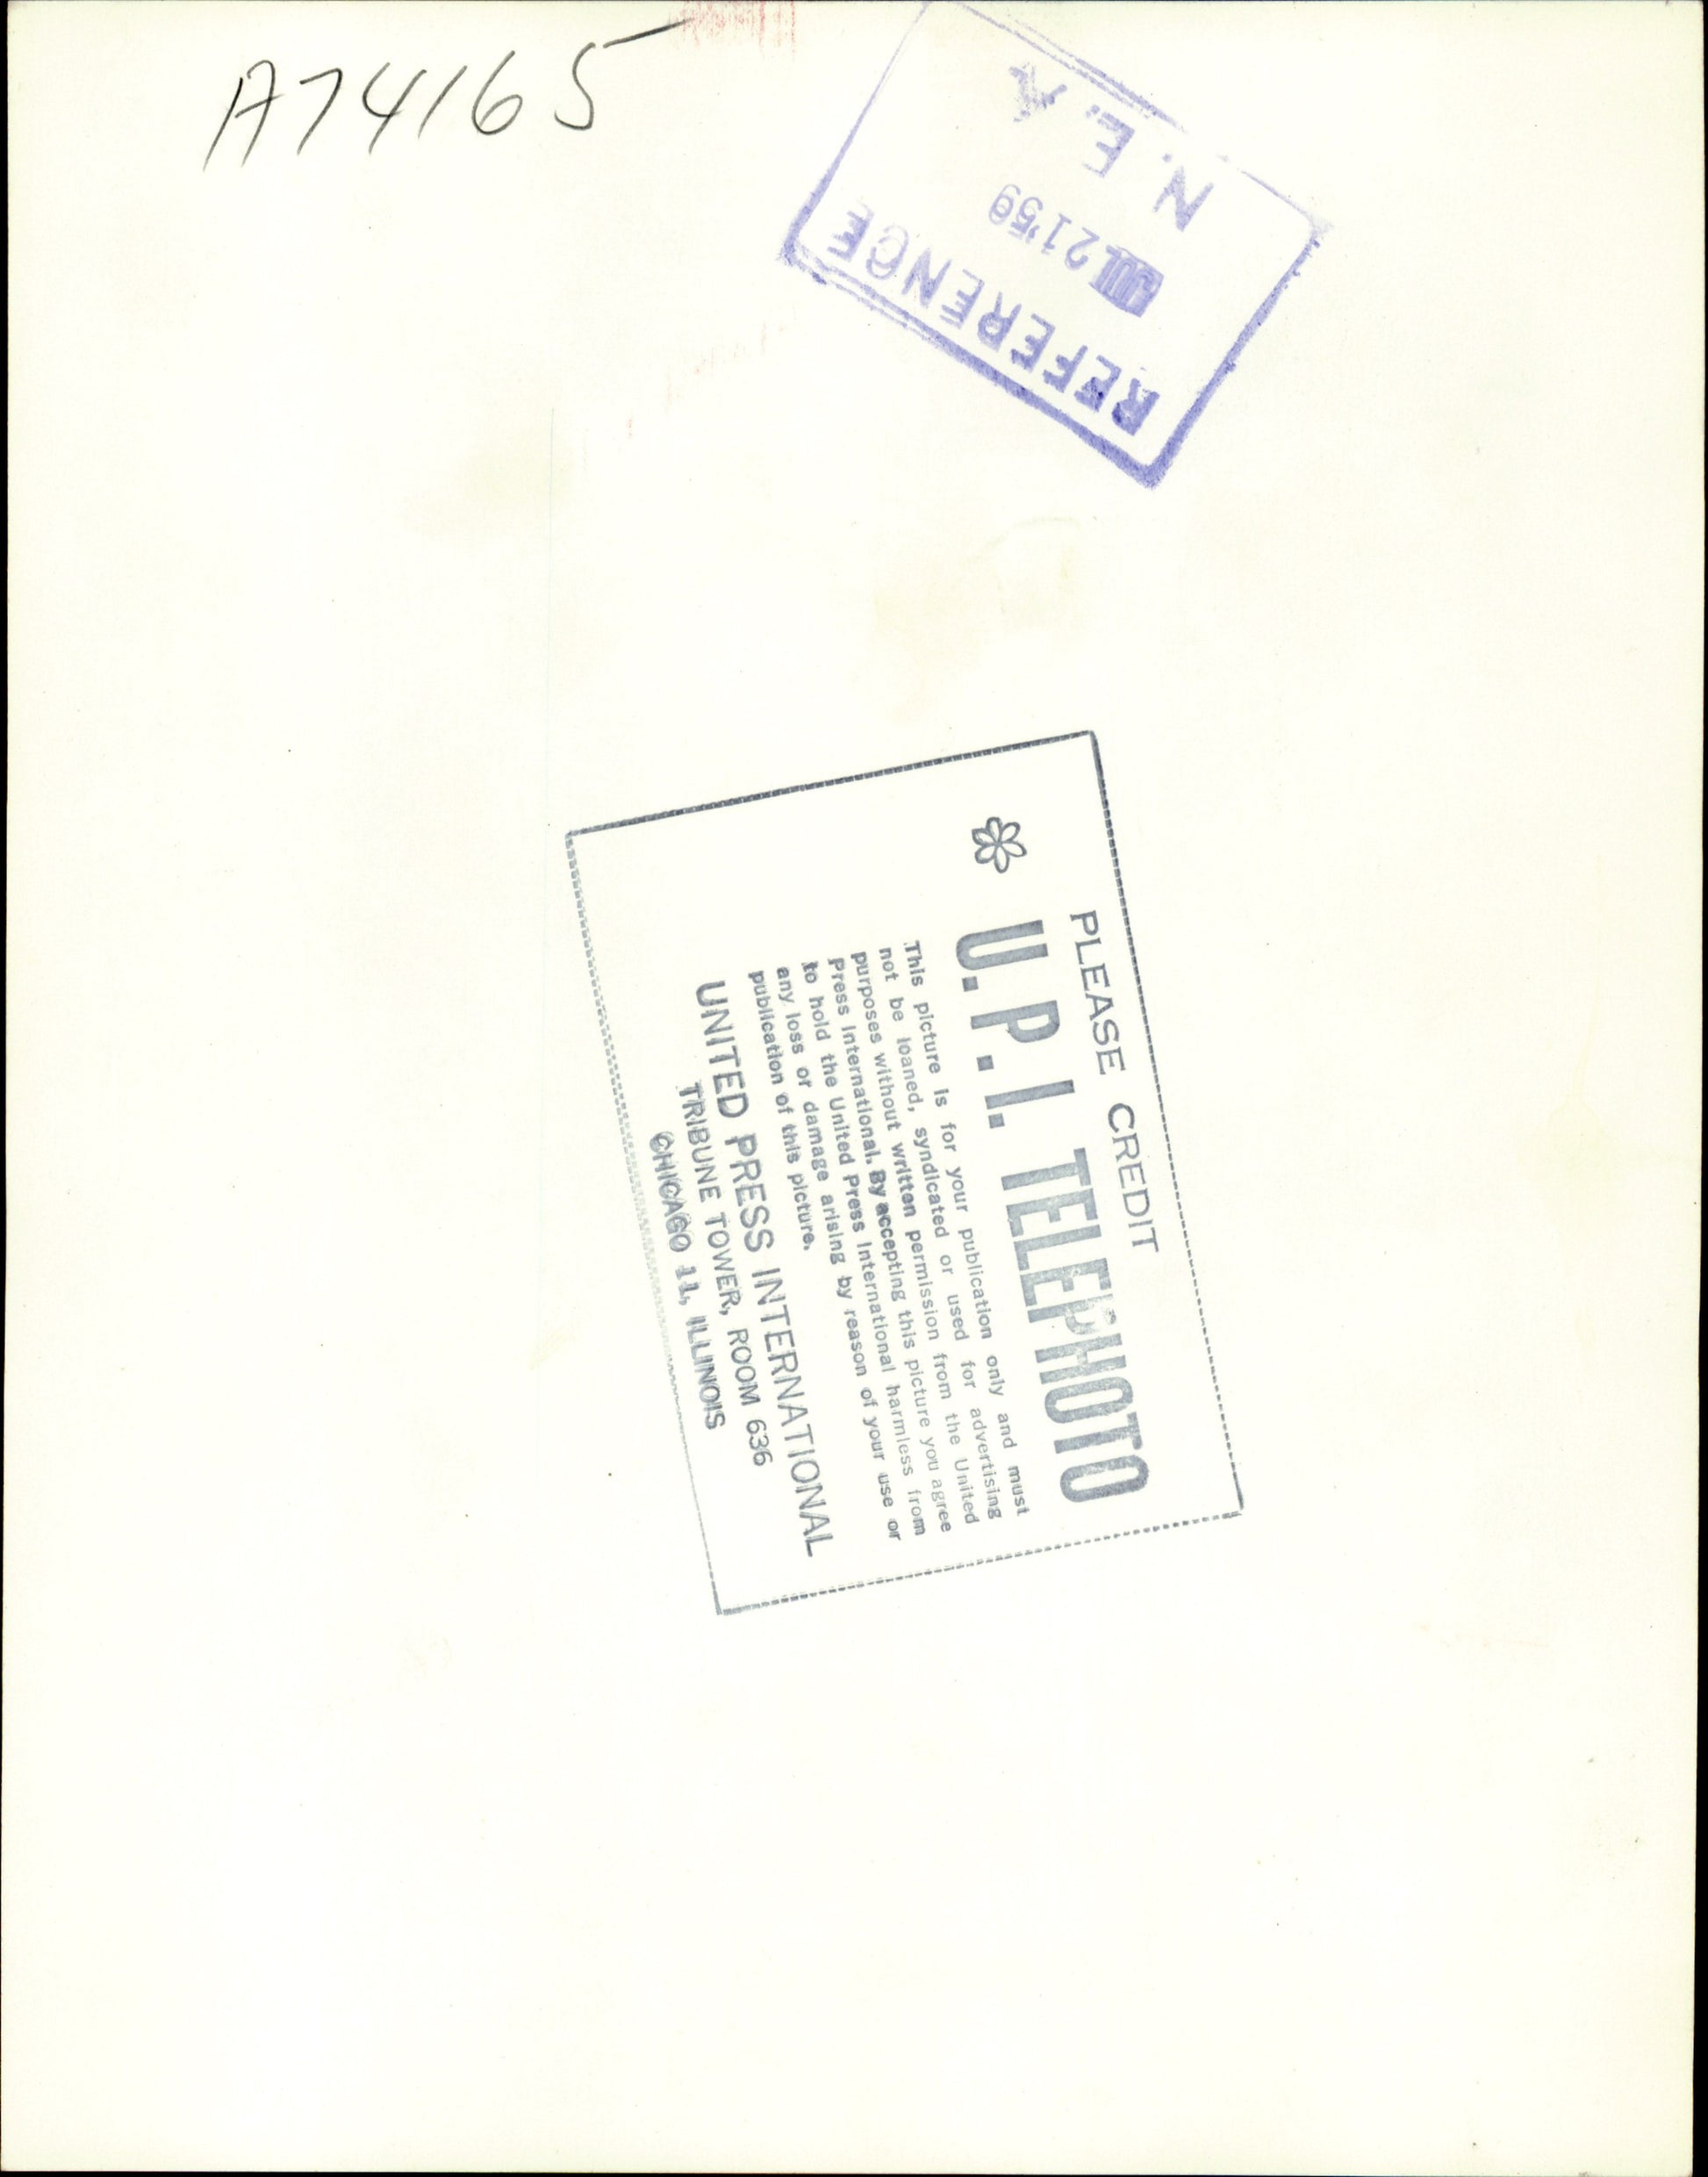 A74165
REFERENCE
JUL 21 '59
N. E. A
PLEASE CREDIT
U.P.I. TELEPHOTO
This picture is for your publication only and must
not be loaned, syndicated or used for advertising
purposes without written permission from the United
Press International. By accepting this picture you agree
to hold the United Press International harmless from
any loss or damage arising by reason of your use or
publication of this picture.
UNITED PRESS INTERNATIONAL
TRIBUNE TOWER, ROOM 636
CHICAGO 11, ILLINOIS